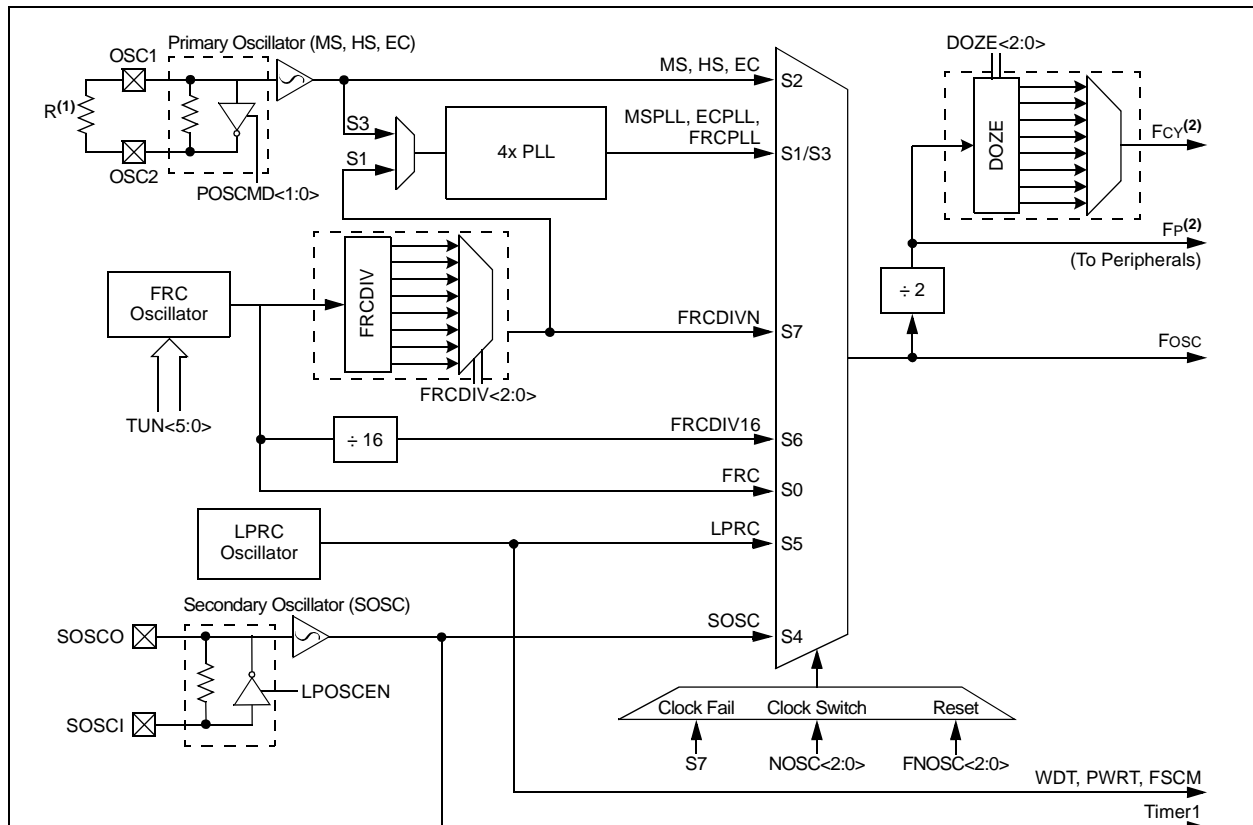 Primary Oscillator (MS, HS, EC)
OSC1
R(1)
OSC2
POSCMD<1:0>
MS, HS, EC
S2
S3
S1
4x PLL
MSPLL, ECPLL,
FRCPLL
S1/S3
DOZE<2:0>
DOZE
FCY(2)
FP(2)
(To Peripherals)
÷ 2
FOSC
FRC
Oscillator
TUN<5:0>
FRCDIV
FRCDIV<2:0>
FRCDIVN
S7
÷ 16
FRCDIV16
S6
FRC
S0
LPRC
Oscillator
LPRC
S5
Secondary Oscillator (SOSC)
SOSCO
SOSCI
LPOSCEN
SOSC
S4
Clock Fail
Clock Switch
Reset
S7
NOSC<2:0>
FNOSC<2:0>
WDT, PWRT, FSCM
Timer1